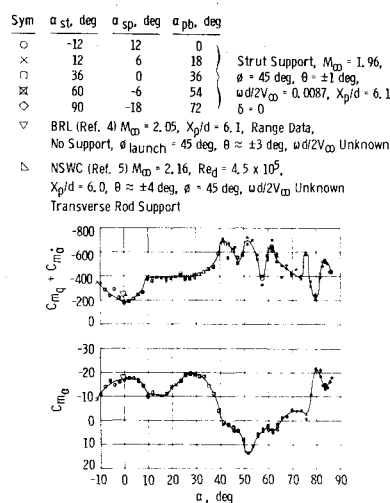 Sym α st, deg α sp, deg α pb, deg
○ -12 12 0
× 12 6 18 Strut Support, M∞ = 1.96,
∩ 36 0 36 ø = 45 deg, θ = ±1 deg,
⊠ 60 -6 54 ωd/2V∞ = 0.0087, Xp/d = 6.1
◇ 90 -18 72 δ = 0
▽ BRL (Ref. 4) M∞ = 2.05, Xp/d = 6.1, Range Data,
No Support, ø launch = 45 deg, θ ≈ ±3 deg, ωd/2V∞ Unknown
◺ NSWC (Ref. 5) M∞ = 2.16, Red = 4.5 x 10⁵,
Xp/d = 6.0, θ ≈ ±4 deg, ø = 45 deg, ωd/2V∞ Unknown
Transverse Rod Support
-800
-600
-400
-200
0
Cmq + Cmα̇
-30
-20
-10
0
10
20
Cmα
-10 0 10 20 30 40 50 60 70 80 90
α, deg